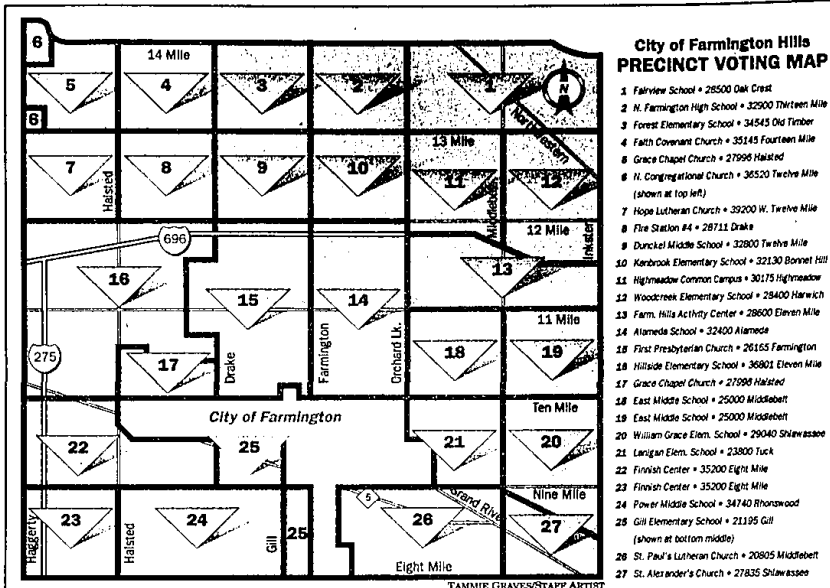 City of Farmington Hills
PRECINCT VOTING MAP
1 Fairview School • 28500 Oak Crest
2 N. Farmington High School • 32900 Thirteen Mile
3 Forest Elementary School • 34545 Old Timber
4 Faith Covenant Church • 35145 Fourteen Mile
5 Grace Chapel Church • 27996 Halsted
6 N. Congregational Church • 36520 Twelve Mile
(shown at top left)
7 Hope Lutheran Church • 39200 W. Twelve Mile
8 Fire Station #4 • 28711 Drake
9 Dunckel Middle School • 32800 Twelve Mile
10 Kenbrook Elementary School • 32130 Bonnet Hill
11 Highmeadow Common Campus • 30175 Highmeadow
12 Woodcreek Elementary School • 28400 Harwich
13 Farm. Hills Activity Center • 28600 Eleven Mile
14 Alameda School • 32400 Alameda
15 First Presbyterian Church • 26165 Farmington
16 Hillside Elementary School • 36801 Eleven Mile
17 Grace Chapel Church • 27996 Halsted
18 East Middle School • 25000 Middlebelt
19 East Middle School • 25000 Middlebelt
20 William Grace Elem. School • 29040 Shiawassee
21 Lanigan Elem. School • 23800 Tuck
22 Finnish Center • 35200 Eight Mile
23 Finnish Center • 35200 Eight Mile
24 Power Middle School • 34740 Rhonswood
25 Gill Elementary School • 21195 Gill
(shown at bottom middle)
26 St. Paul's Lutheran Church • 20805 Middlebelt
27 St. Alexander's Church • 27835 Shiawassee
6
14 Mile
5
4
3
2
1
N
6
Northwestern
13 Mile
7
Halsted
8
9
10
11
Middlebelt
12
12 Mile
Inkster
696
16
15
14
13
11 Mile
275
17
Drake
Farmington
Orchard Lk.
18
19
City of Farmington
Ten Mile
22
25
21
20
5
Grand River
Nine Mile
Haggerty
23
Halsted
24
Gill
25
26
27
Eight Mile
TAMMIE GRAVES/STAFF ARTIST